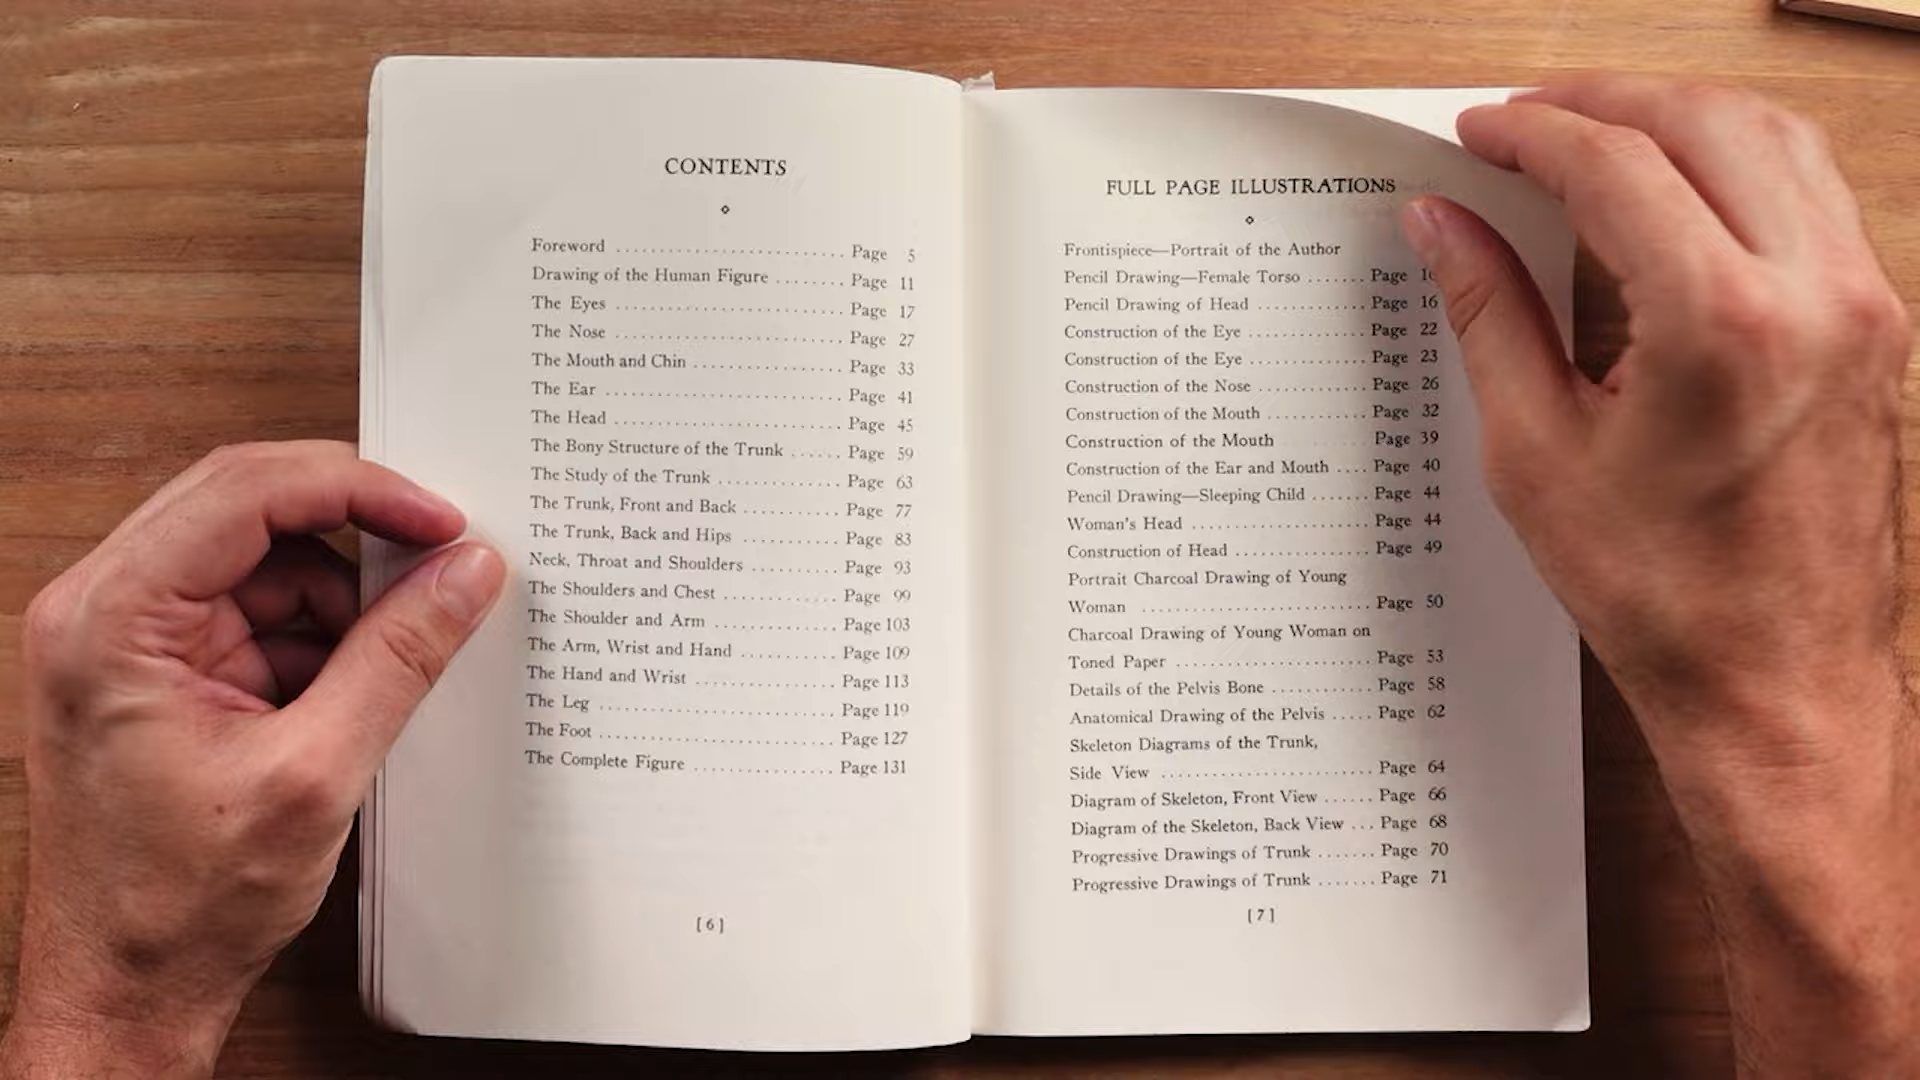 CONTENTS
Foreword ........................ Page 5
Drawing of the Human Figure ........ Page 11
The Eyes ........................ Page 17
The Nose ........................ Page 27
The Mouth and Chin ................ Page 33
The Ear ......................... Page 41
The Head ........................ Page 45
The Bony Structure of the Trunk ...... Page 59
The Study of the Trunk ............. Page 63
The Trunk, Front and Back .......... Page 77
The Trunk, Back and Hips ........... Page 83
Neck, Throat and Shoulders .......... Page 93
The Shoulders and Chest ............. Page 99
The Shoulder and Arm .............. Page 103
The Arm, Wrist and Hand ........... Page 109
The Hand and Wrist ................ Page 113
The Leg ......................... Page 119
The Foot ........................ Page 127
The Complete Figure ................ Page 131
[ 6 ]
FULL PAGE ILLUSTRATIONS
Frontispiece—Portrait of the Author
Pencil Drawing—Female Torso ....... Page
Pencil Drawing of Head ............. Page 16
Construction of the Eye .............. Page 22
Construction of the Eye .............. Page 23
Construction of the Nose ............. Page 26
Construction of the Mouth ............ Page 32
Construction of the Mouth Page 39
Construction of the Ear and Mouth .... Page 40
Pencil Drawing—Sleeping Child ....... Page 44
Woman's Head ..................... Page 44
Construction of Head ................ Page 49
Portrait Charcoal Drawing of Young
Woman ........................... Page 50
Charcoal Drawing of Young Woman on
Toned Paper ...................... Page 53
Details of the Pelvis Bone ............ Page 58
Anatomical Drawing of the Pelvis ..... Page 62
Skeleton Diagrams of the Trunk,
Side View ........................ Page 64
Diagram of Skeleton, Front View ...... Page 66
Diagram of the Skeleton, Back View ... Page 68
Progressive Drawings of Trunk ....... Page 70
Progressive Drawings of Trunk ....... Page 71
[ 7 ]